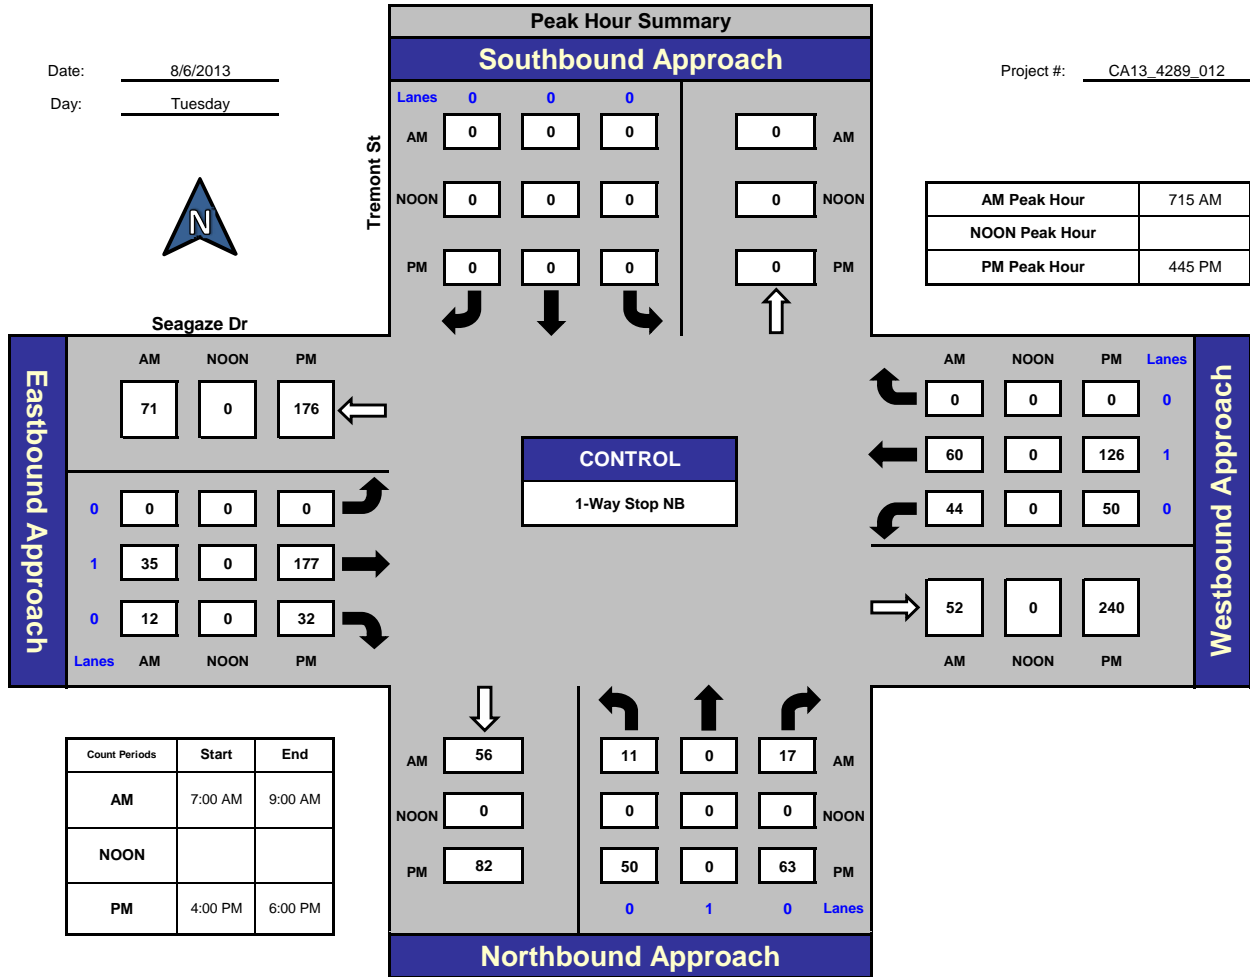 Peak Hour Summary
Southbound Approach
Date: 8/6/2013
Project #: CA13_4289_012
Day: Tuesday
Lanes 0 0 0
AM 0 0 0 0 AM
Tremont St
N
NOON 0 0 0 0 NOON
PM 0 0 0 0 PM
AM Peak Hour 715 AM
NOON Peak Hour
PM Peak Hour 445 PM
Seagaze Dr
Eastbound Approach
AM NOON PM
71 0 176
0 0 0 0
1 35 0 177
0 12 0 32
Lanes AM NOON PM
CONTROL
1-Way Stop NB
AM NOON PM Lanes
0 0 0 0
60 0 126 1
44 0 50 0
52 0 240
AM NOON PM
Westbound Approach
Count Periods Start End
AM 7:00 AM 9:00 AM
NOON
PM 4:00 PM 6:00 PM
AM 56 11 0 17 AM
NOON 0 0 0 0 NOON
PM 82 50 0 63 PM
0 1 0 Lanes
Northbound Approach